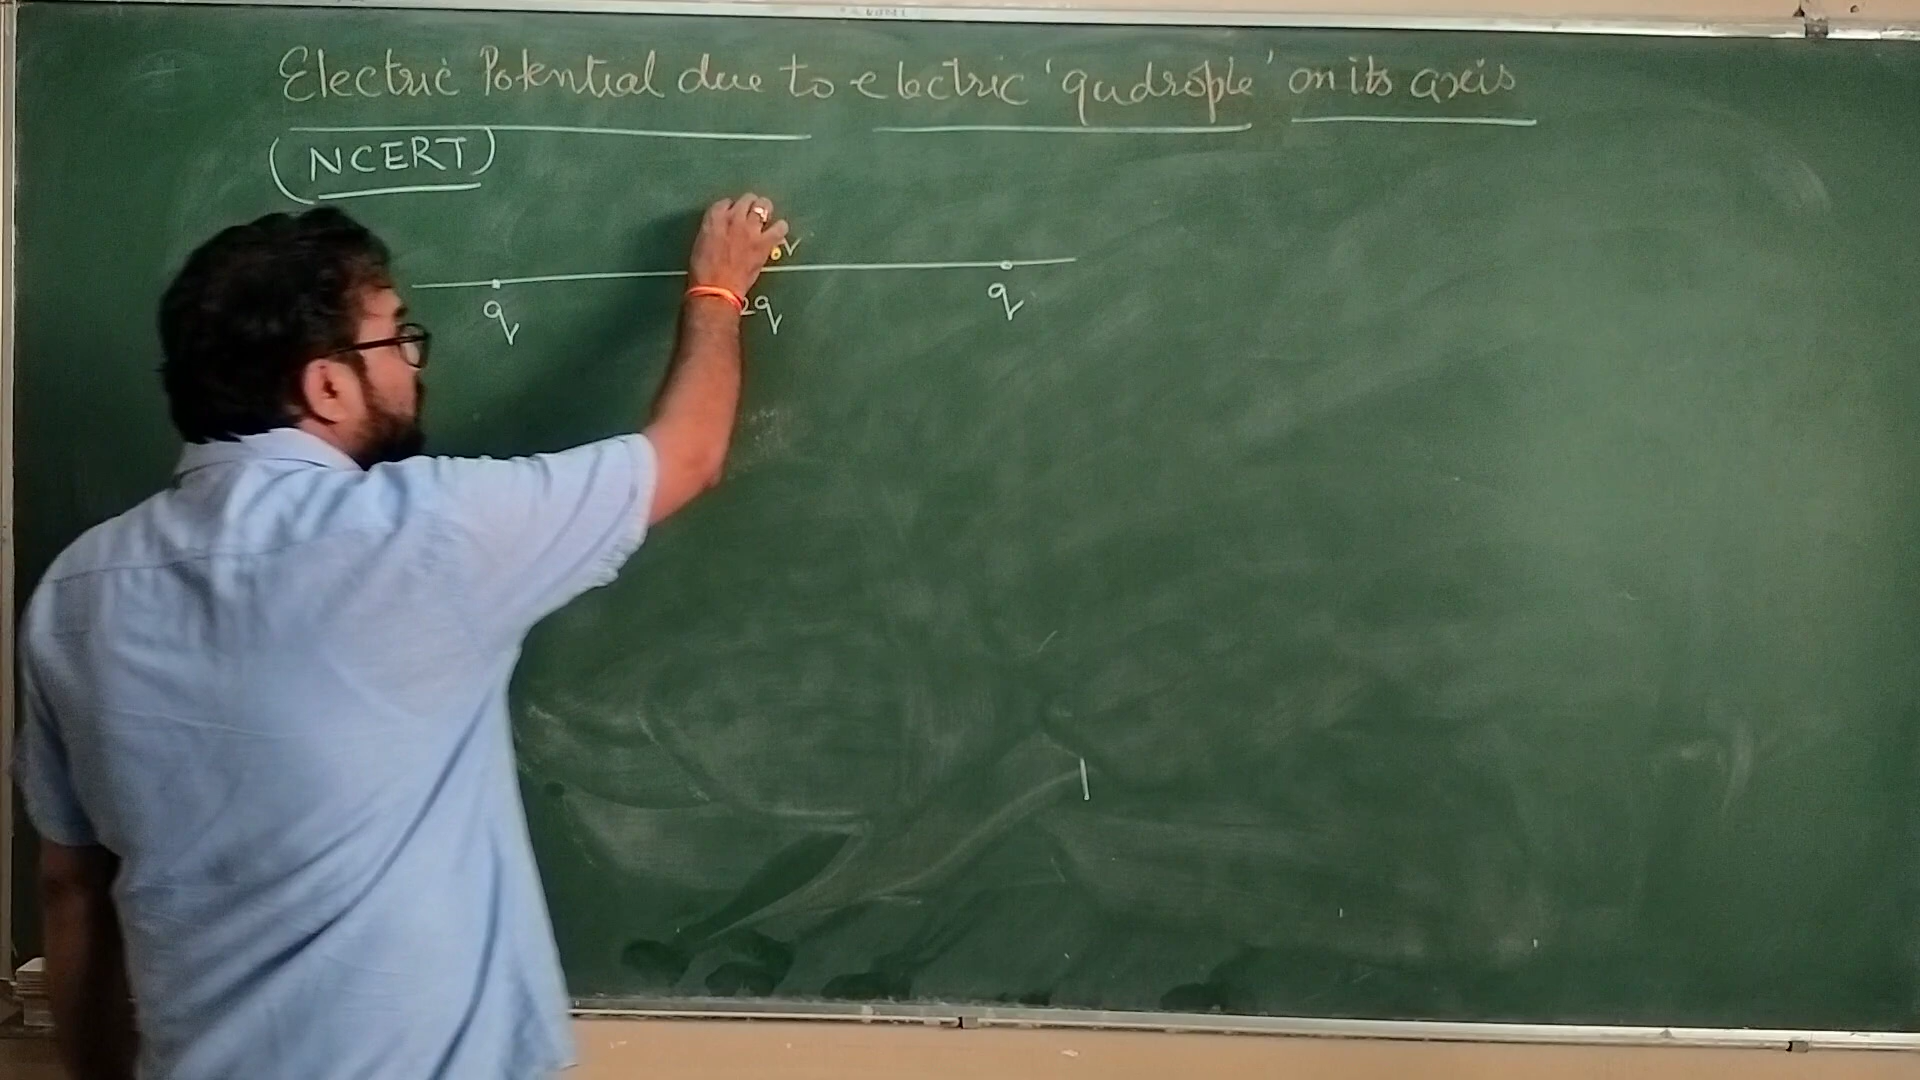 Electric Potential due to electric 'qudrople' on its axis
(NCERT)
q 2q q